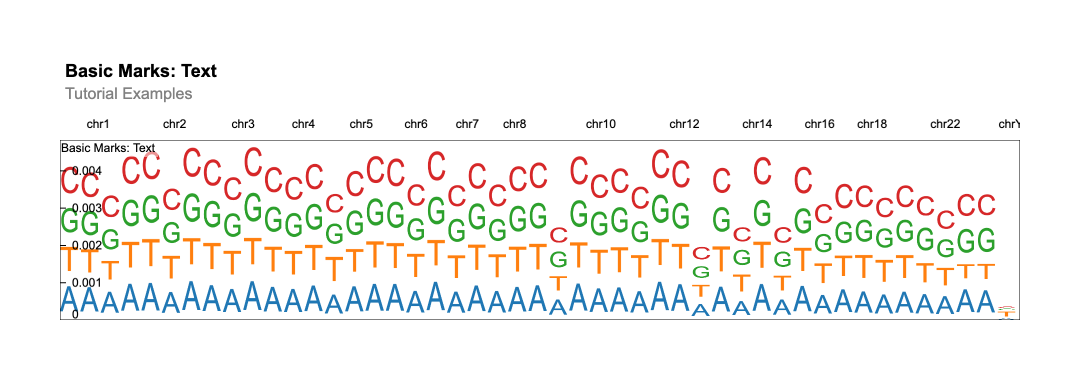 Basic Marks: Text
Tutorial Examples
chr1 chr2 chr3 chr4 chr5 chr6 chr7 chr8 chr10 chr12 chr14 chr16 chr18 chr22
Basic Marks: Text
0.004
C C C C C C C C C C C C C C C C C C C C C C C C C C C C C C C C C C C C C C C C C C C C C C
0.003
G G G G G G G G G G G G G G G G G G G G G G G G G G G G G G G G G G G G G G G G G G G G G G
0.002
T T T T T T T T T T T T T T T T T T T T T T T T T T T T T T T T T T T T T T T T T T T T T T T
0.001
A A A A A A A A A A A A A A A A A A A A A A A A A A A A A A A A A A A A A A A A A A A A A A
0